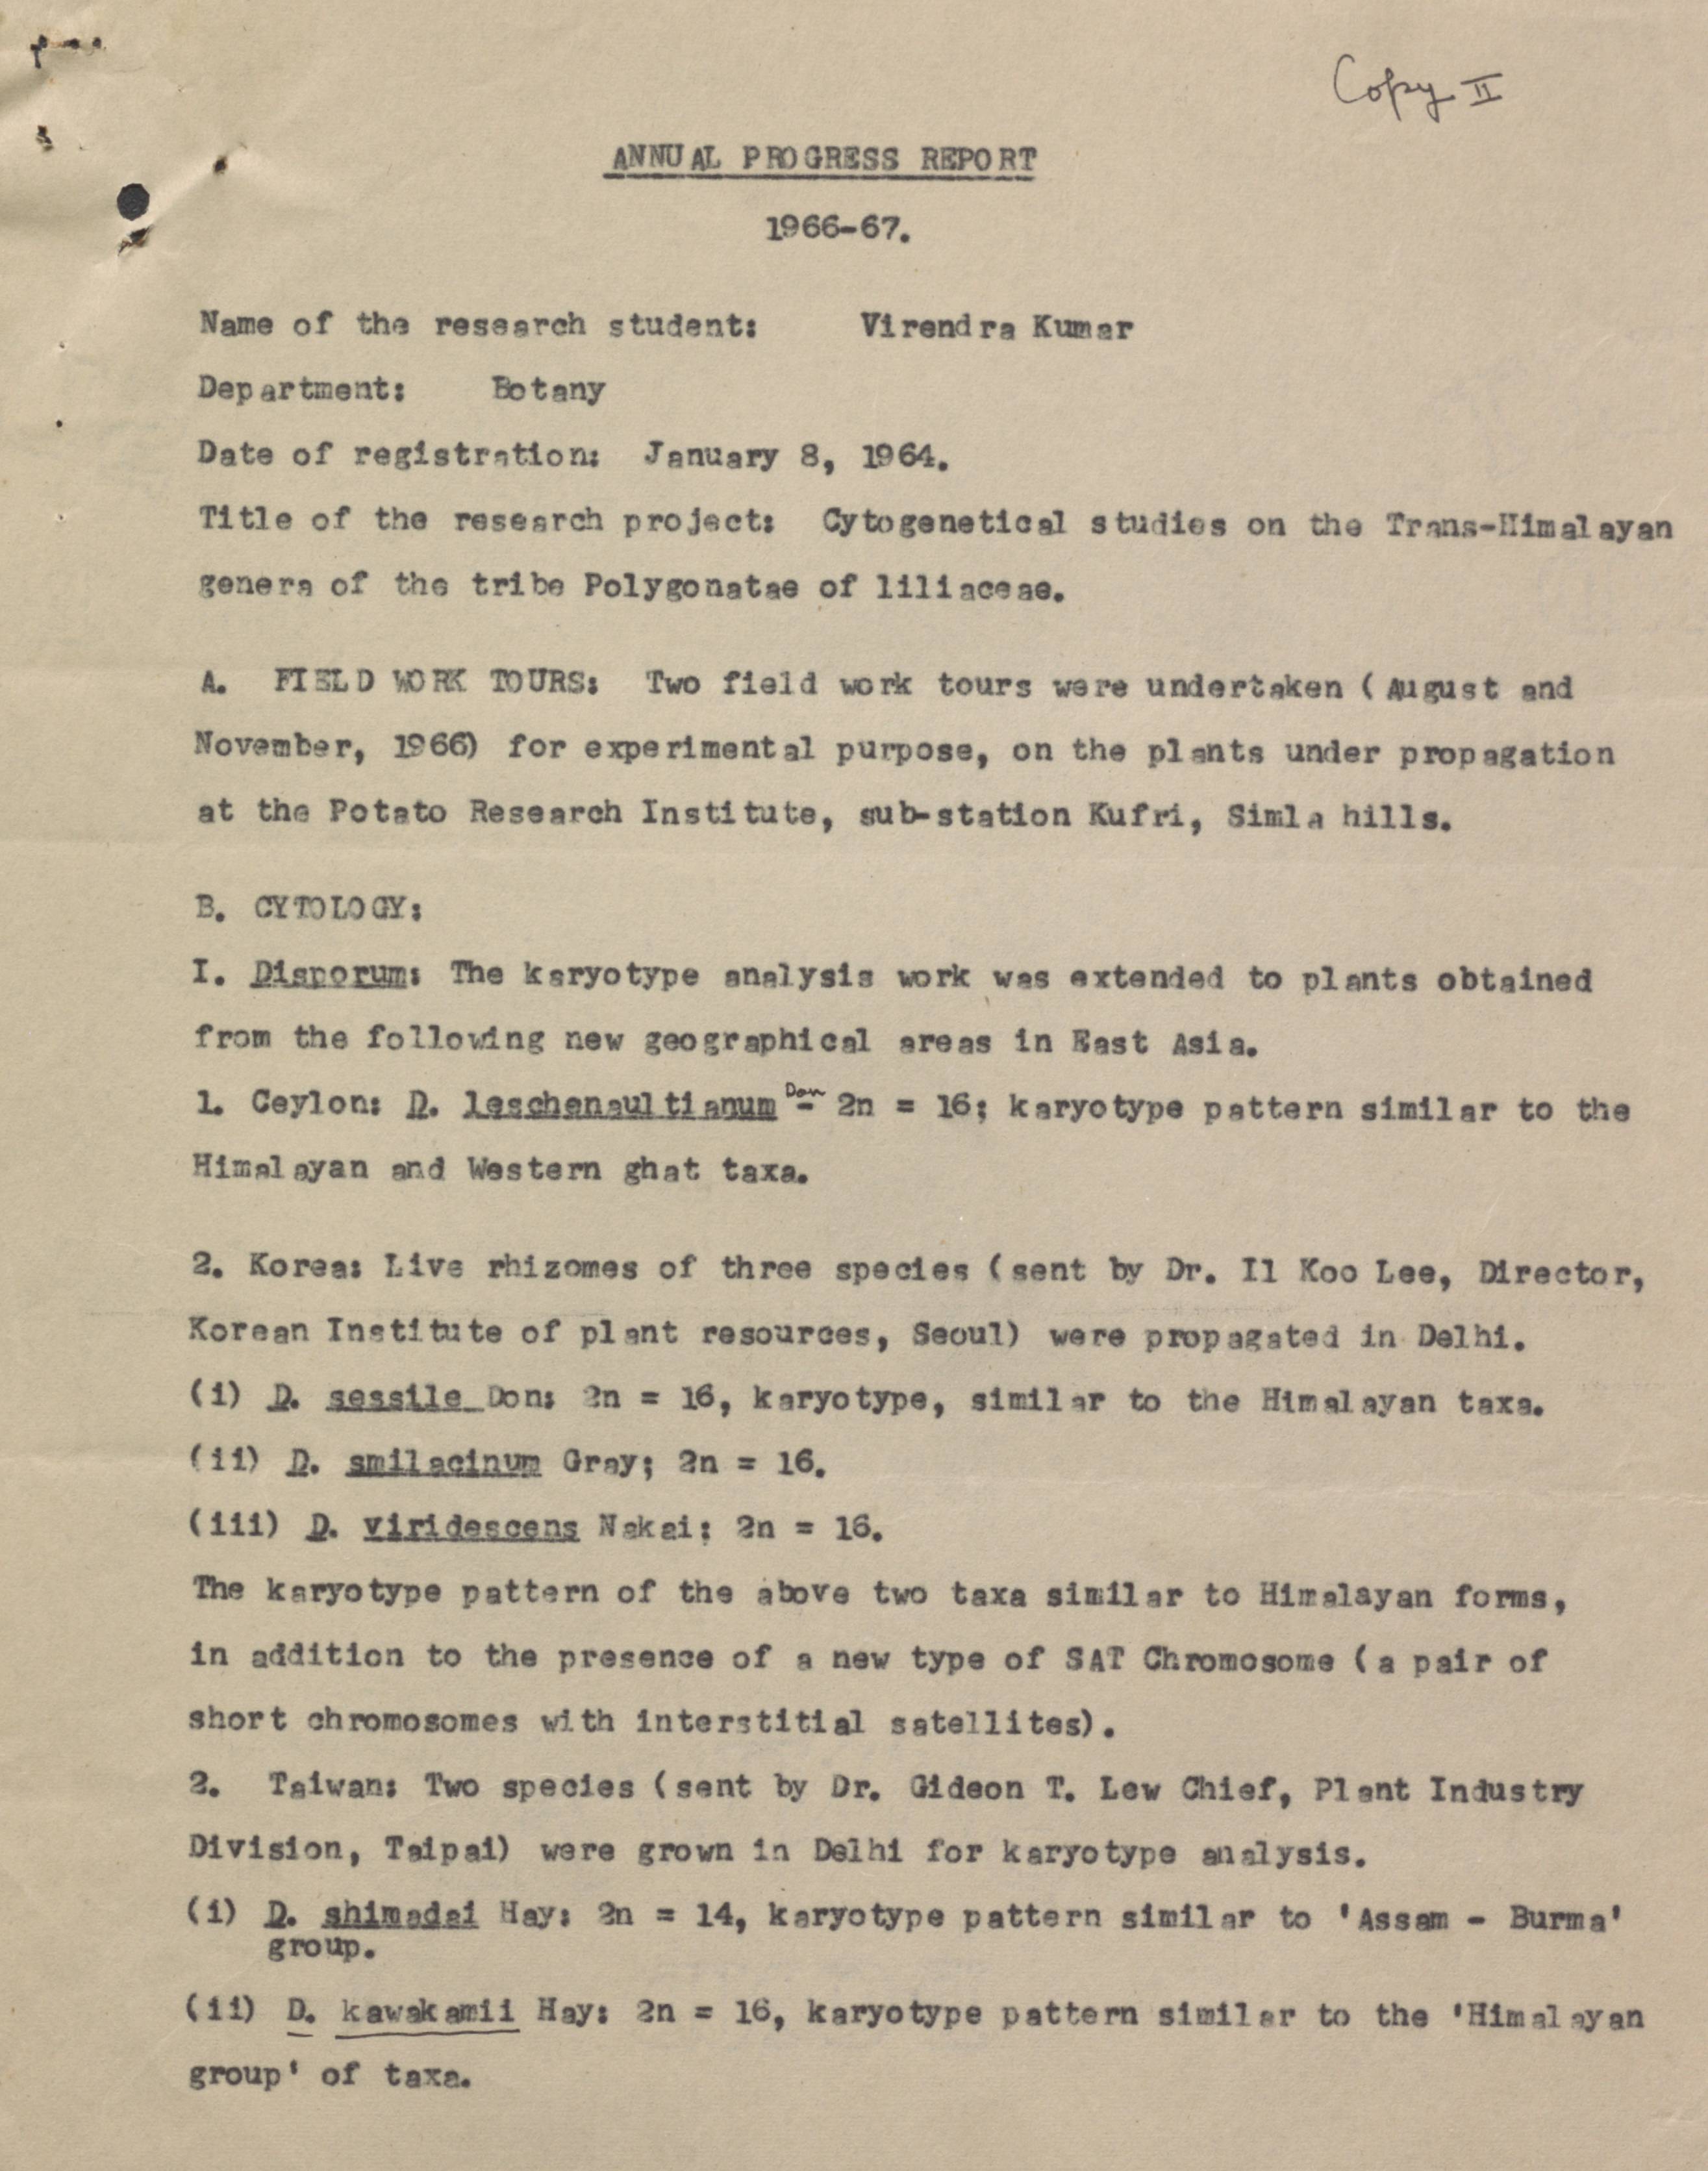 Copy II
ANNUAL PROGRESS REPORT
1966-67.
Name of the research student: Virendra Kumar
Department: Botany
Date of registration: January 8, 1964.
Title of the research project: Cytogenetical studies on the Trans-Himalayan
genera of the tribe Polygonatae of liliaceae.
A. FIELD WORK TOURS: Two field work tours were undertaken (August and
November, 1966) for experimental purpose, on the plants under propagation
at the Potato Research Institute, sub-station Kufri, Simla hills.
B. CYTOLOGY:
I. Disporum: The karyotype analysis work was extended to plants obtained
from the following new geographical areas in East Asia.
1. Ceylon: D. leschenaultianum Don - 2n = 16; karyotype pattern similar to the
Himalayan and Western ghat taxa.
2. Korea: Live rhizomes of three species (sent by Dr. Il Koo Lee, Director,
Korean Institute of plant resources, Seoul) were propagated in Delhi.
(i) D. sessile Don: 2n = 16, karyotype, similar to the Himalayan taxa.
(ii) D. smilacinum Gray; 2n = 16.
(iii) D. viridescens Nakai; 2n = 16.
The karyotype pattern of the above two taxa similar to Himalayan forms,
in addition to the presence of a new type of SAT Chromosome (a pair of
short chromosomes with interstitial satellites).
2. Taiwan: Two species (sent by Dr. Gideon T. Lew Chief, Plant Industry
Division, Taipai) were grown in Delhi for karyotype analysis.
(i) D. shimadai Hay: 2n = 14, karyotype pattern similar to 'Assam - Burma'
group.
(ii) D. kawakamii Hay: 2n = 16, karyotype pattern similar to the 'Himalayan
group' of taxa.